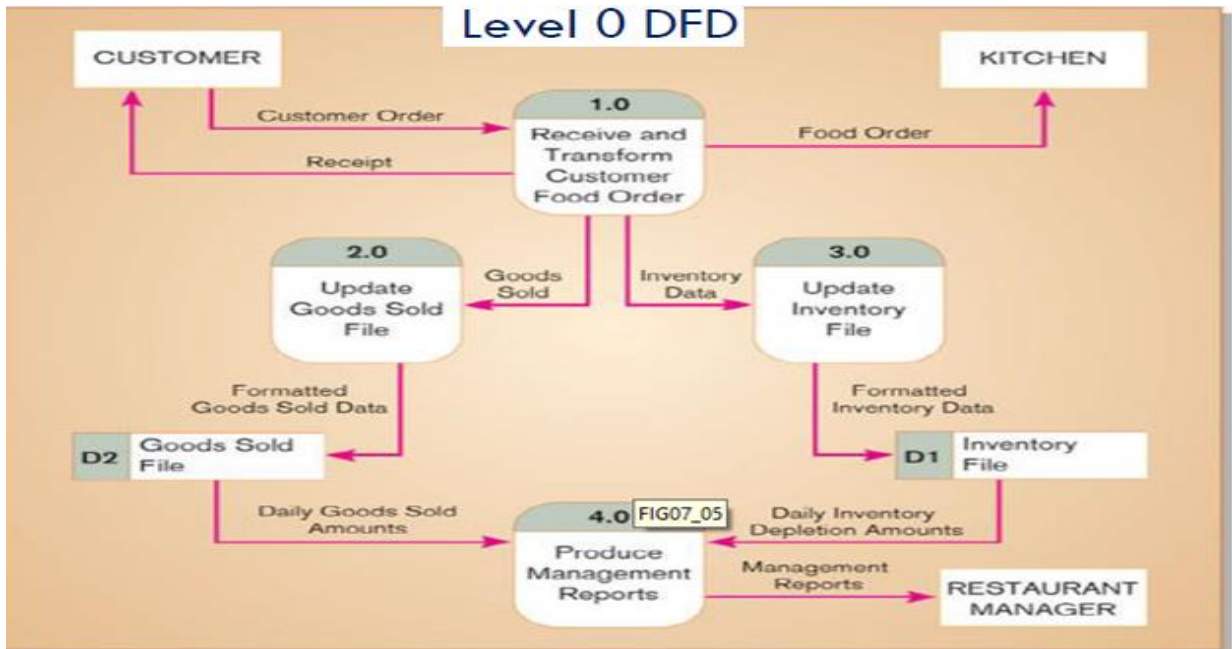 Level 0 DFD
CUSTOMER
KITCHEN
1.0
Receive and
Transform
Customer
Food Order
Customer Order
Receipt
Food Order
2.0
Update
Goods Sold
File
Goods
Sold
Inventory
Data
3.0
Update
Inventory
File
Formatted
Goods Sold Data
Formatted
Inventory Data
D2
Goods Sold
File
D1
Inventory
File
Daily Goods Sold
Amounts
4.0
FIG07_05
Produce
Management
Reports
Daily Inventory
Depletion Amounts
Management
Reports
RESTAURANT
MANAGER